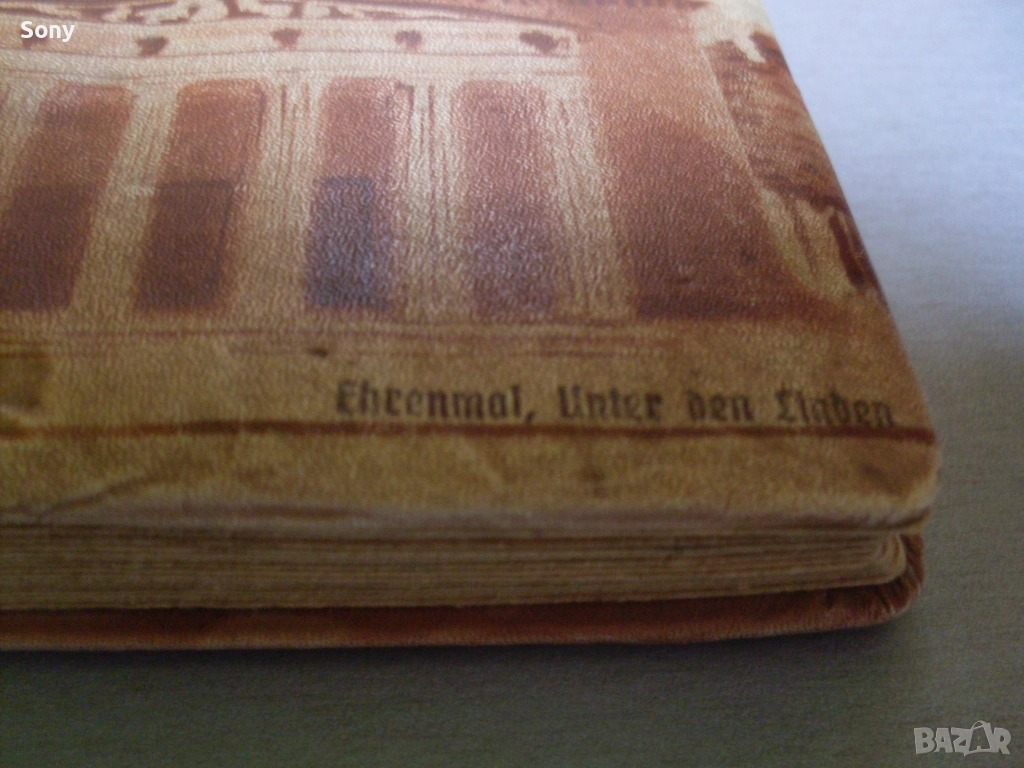 Sony
Ehrenmal, Unter den Linden
BAZAR